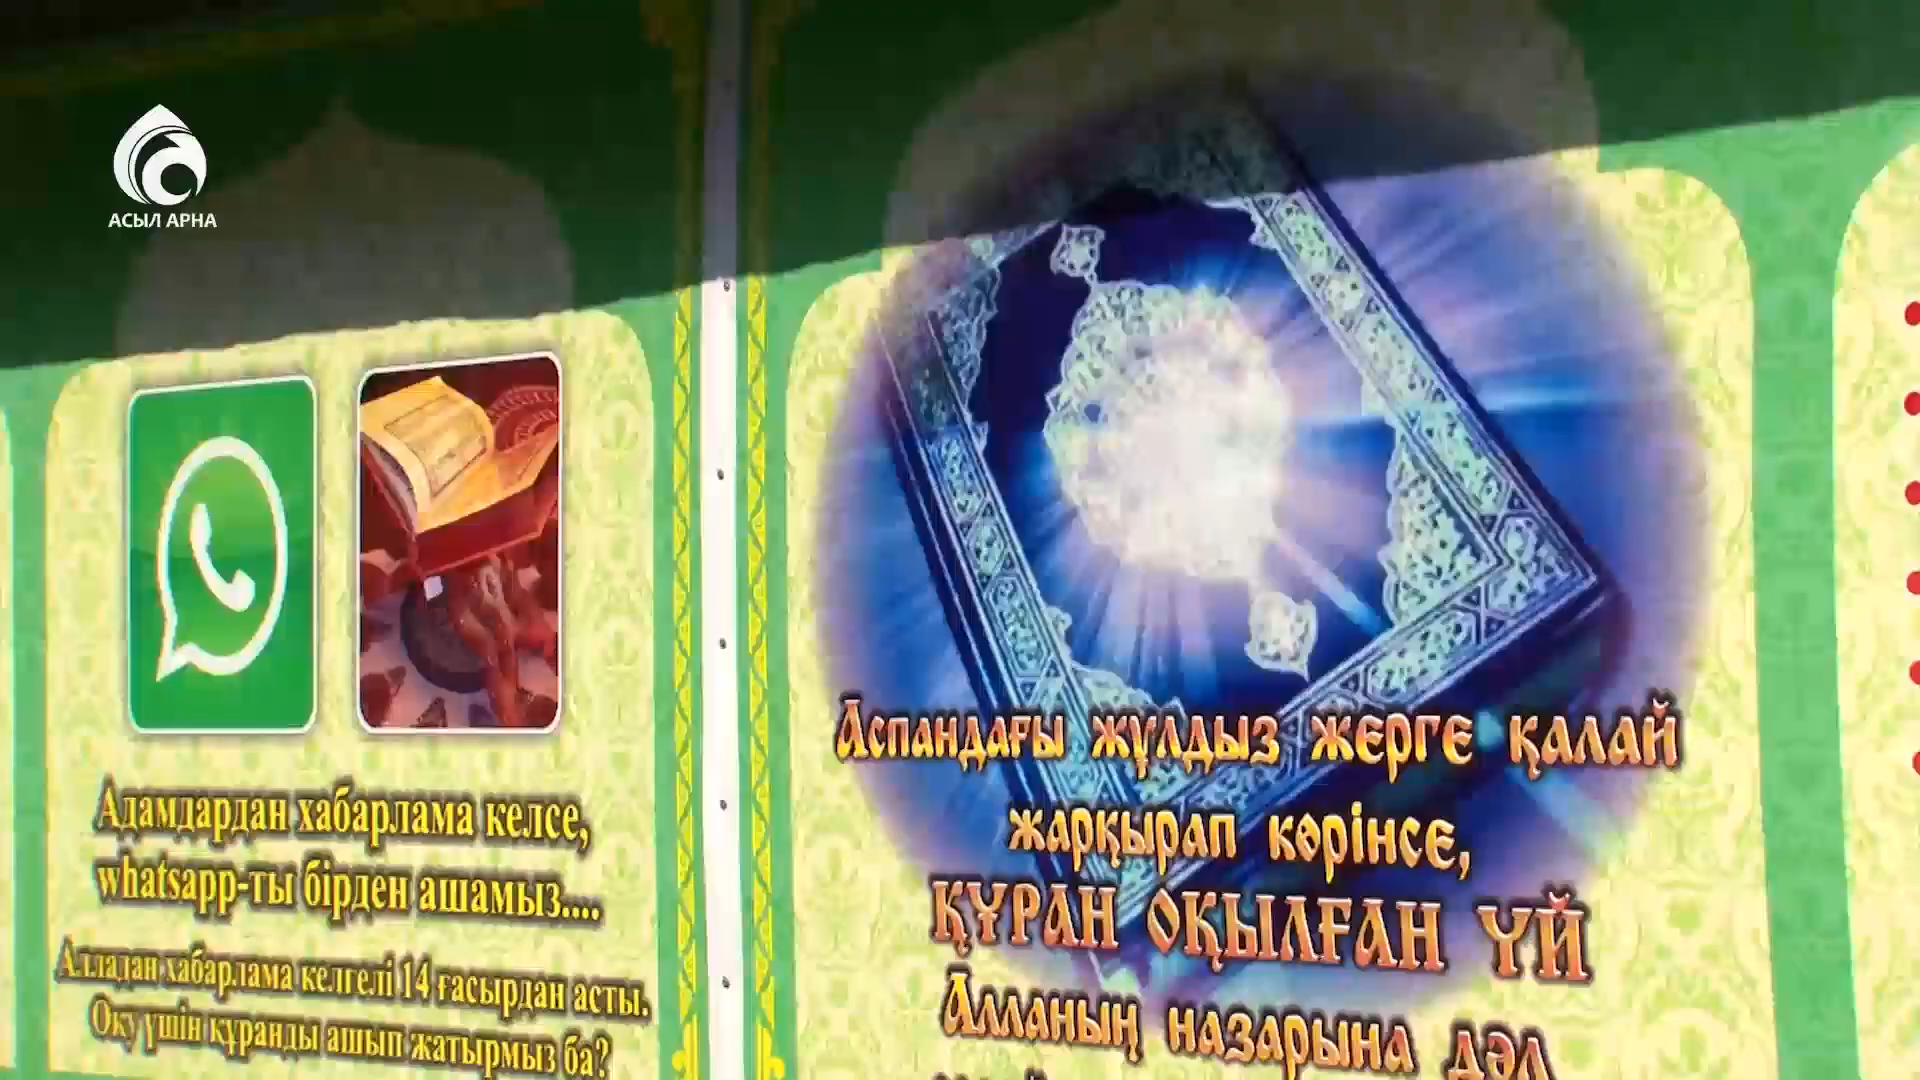 АСЫЛ АРНА
Адамдардан хабарлама келсе,
whatsapp-ты бірден ашамыз....
Алладан хабарлама келгелі 14 ғасырдан асты.
Оқу үшін құранды ашып жатырмыз ба?
Аспандағы жұлдыз жерге қалай
жарқырап көрінсе,
ҚҰРАН ОҚЫЛҒАН ҮЙ
Алланың назарына дәл